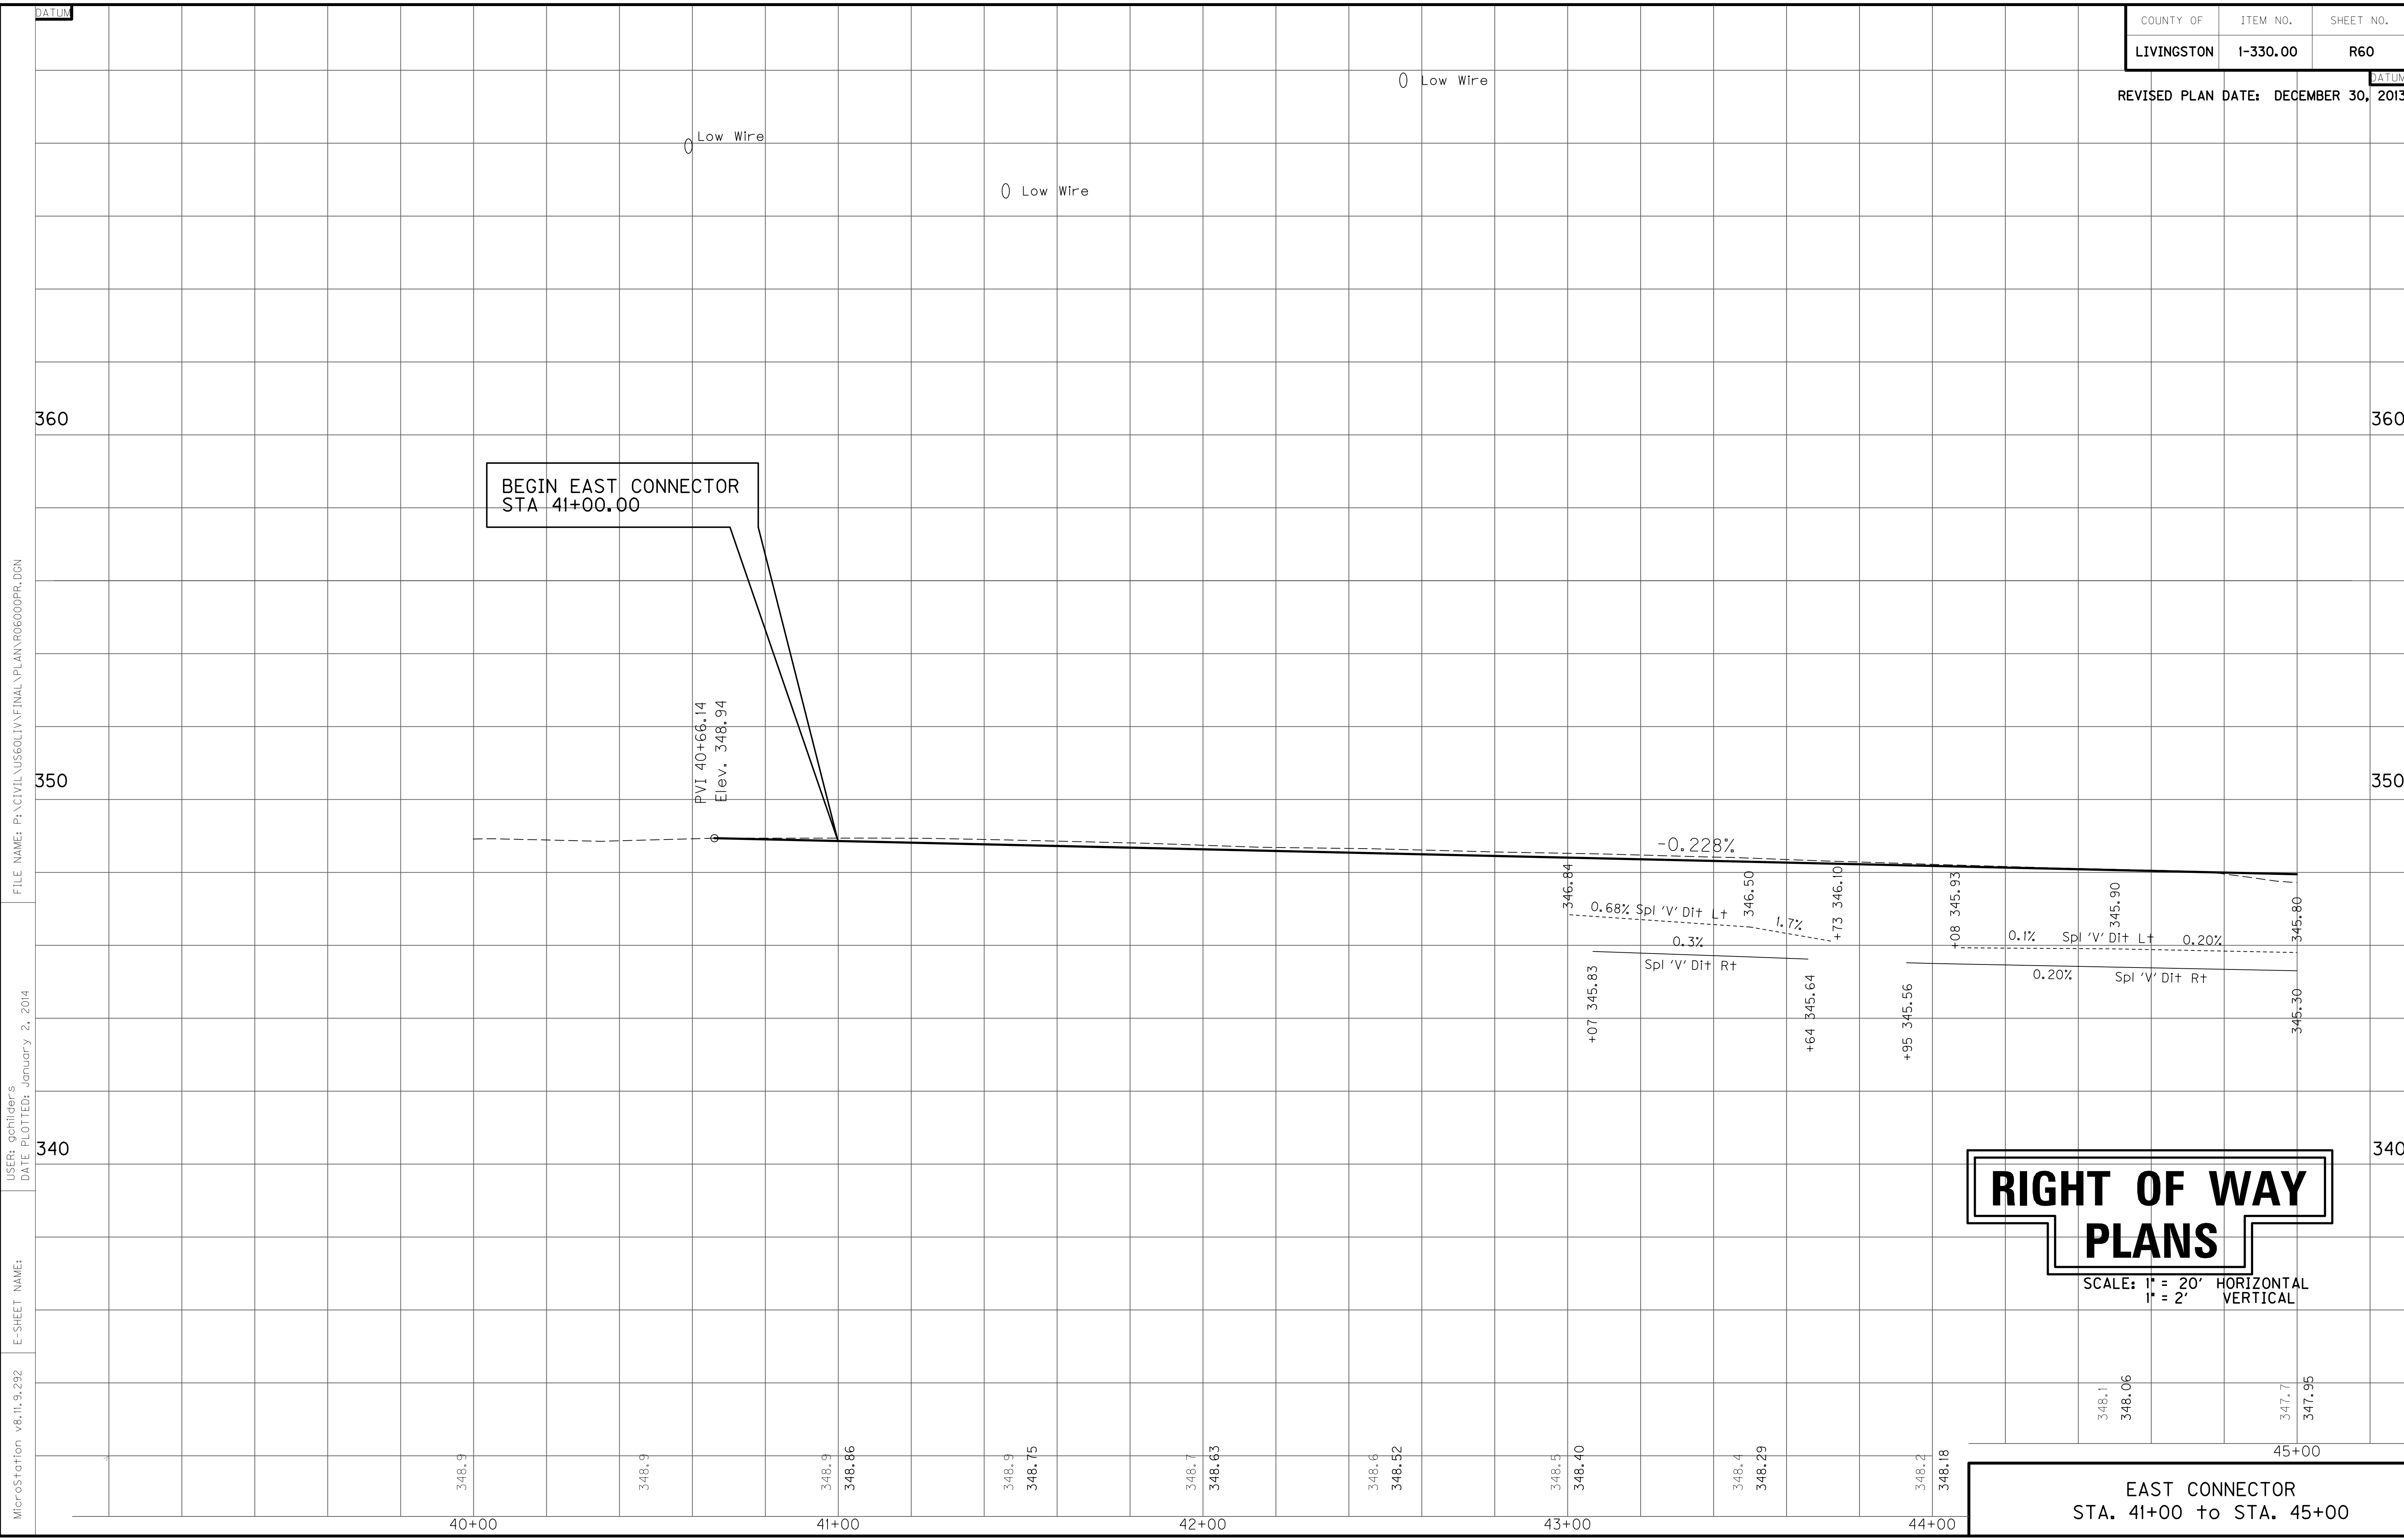 DATUM
COUNTY OF ITEM NO. SHEET NO.
LIVINGSTON 1-330.00 R60
DATUM
REVISED PLAN DATE: DECEMBER 30, 2013
Low Wire
Low Wire
Low Wire
360
360
BEGIN EAST CONNECTOR
STA 41+00.00
PVI 40+66.14
Elev. 348.94
350
350
-0.228%
346.84
0.68% Spl 'V' Dit Lt
346.50
1.7%
+73 346.10
+08 345.93
0.1% Spl 'V' Dit Lt 0.20%
345.90
345.80
0.3%
Spl 'V' Dit Rt
+07 345.83
+64 345.64
+95 345.56
0.20% Spl 'V' Dit Rt
345.30
340
340
RIGHT OF WAY
PLANS
SCALE: 1" = 20' HORIZONTAL
1" = 2' VERTICAL
348.9
348.9
348.9
348.86
348.9
348.75
348.7
348.63
348.6
348.52
348.5
348.40
348.4
348.29
348.2
348.18
348.1
348.06
347.7
347.95
40+00
41+00
42+00
43+00
44+00
45+00
EAST CONNECTOR
STA. 41+00 to STA. 45+00
FILE NAME: P:\CIVIL\US60LIV\FINAL\PLAN\R06000PR.DGN
USER: gchilders
DATE PLOTTED: January 2, 2014
E-SHEET NAME:
MicroStation v8.11.9.292